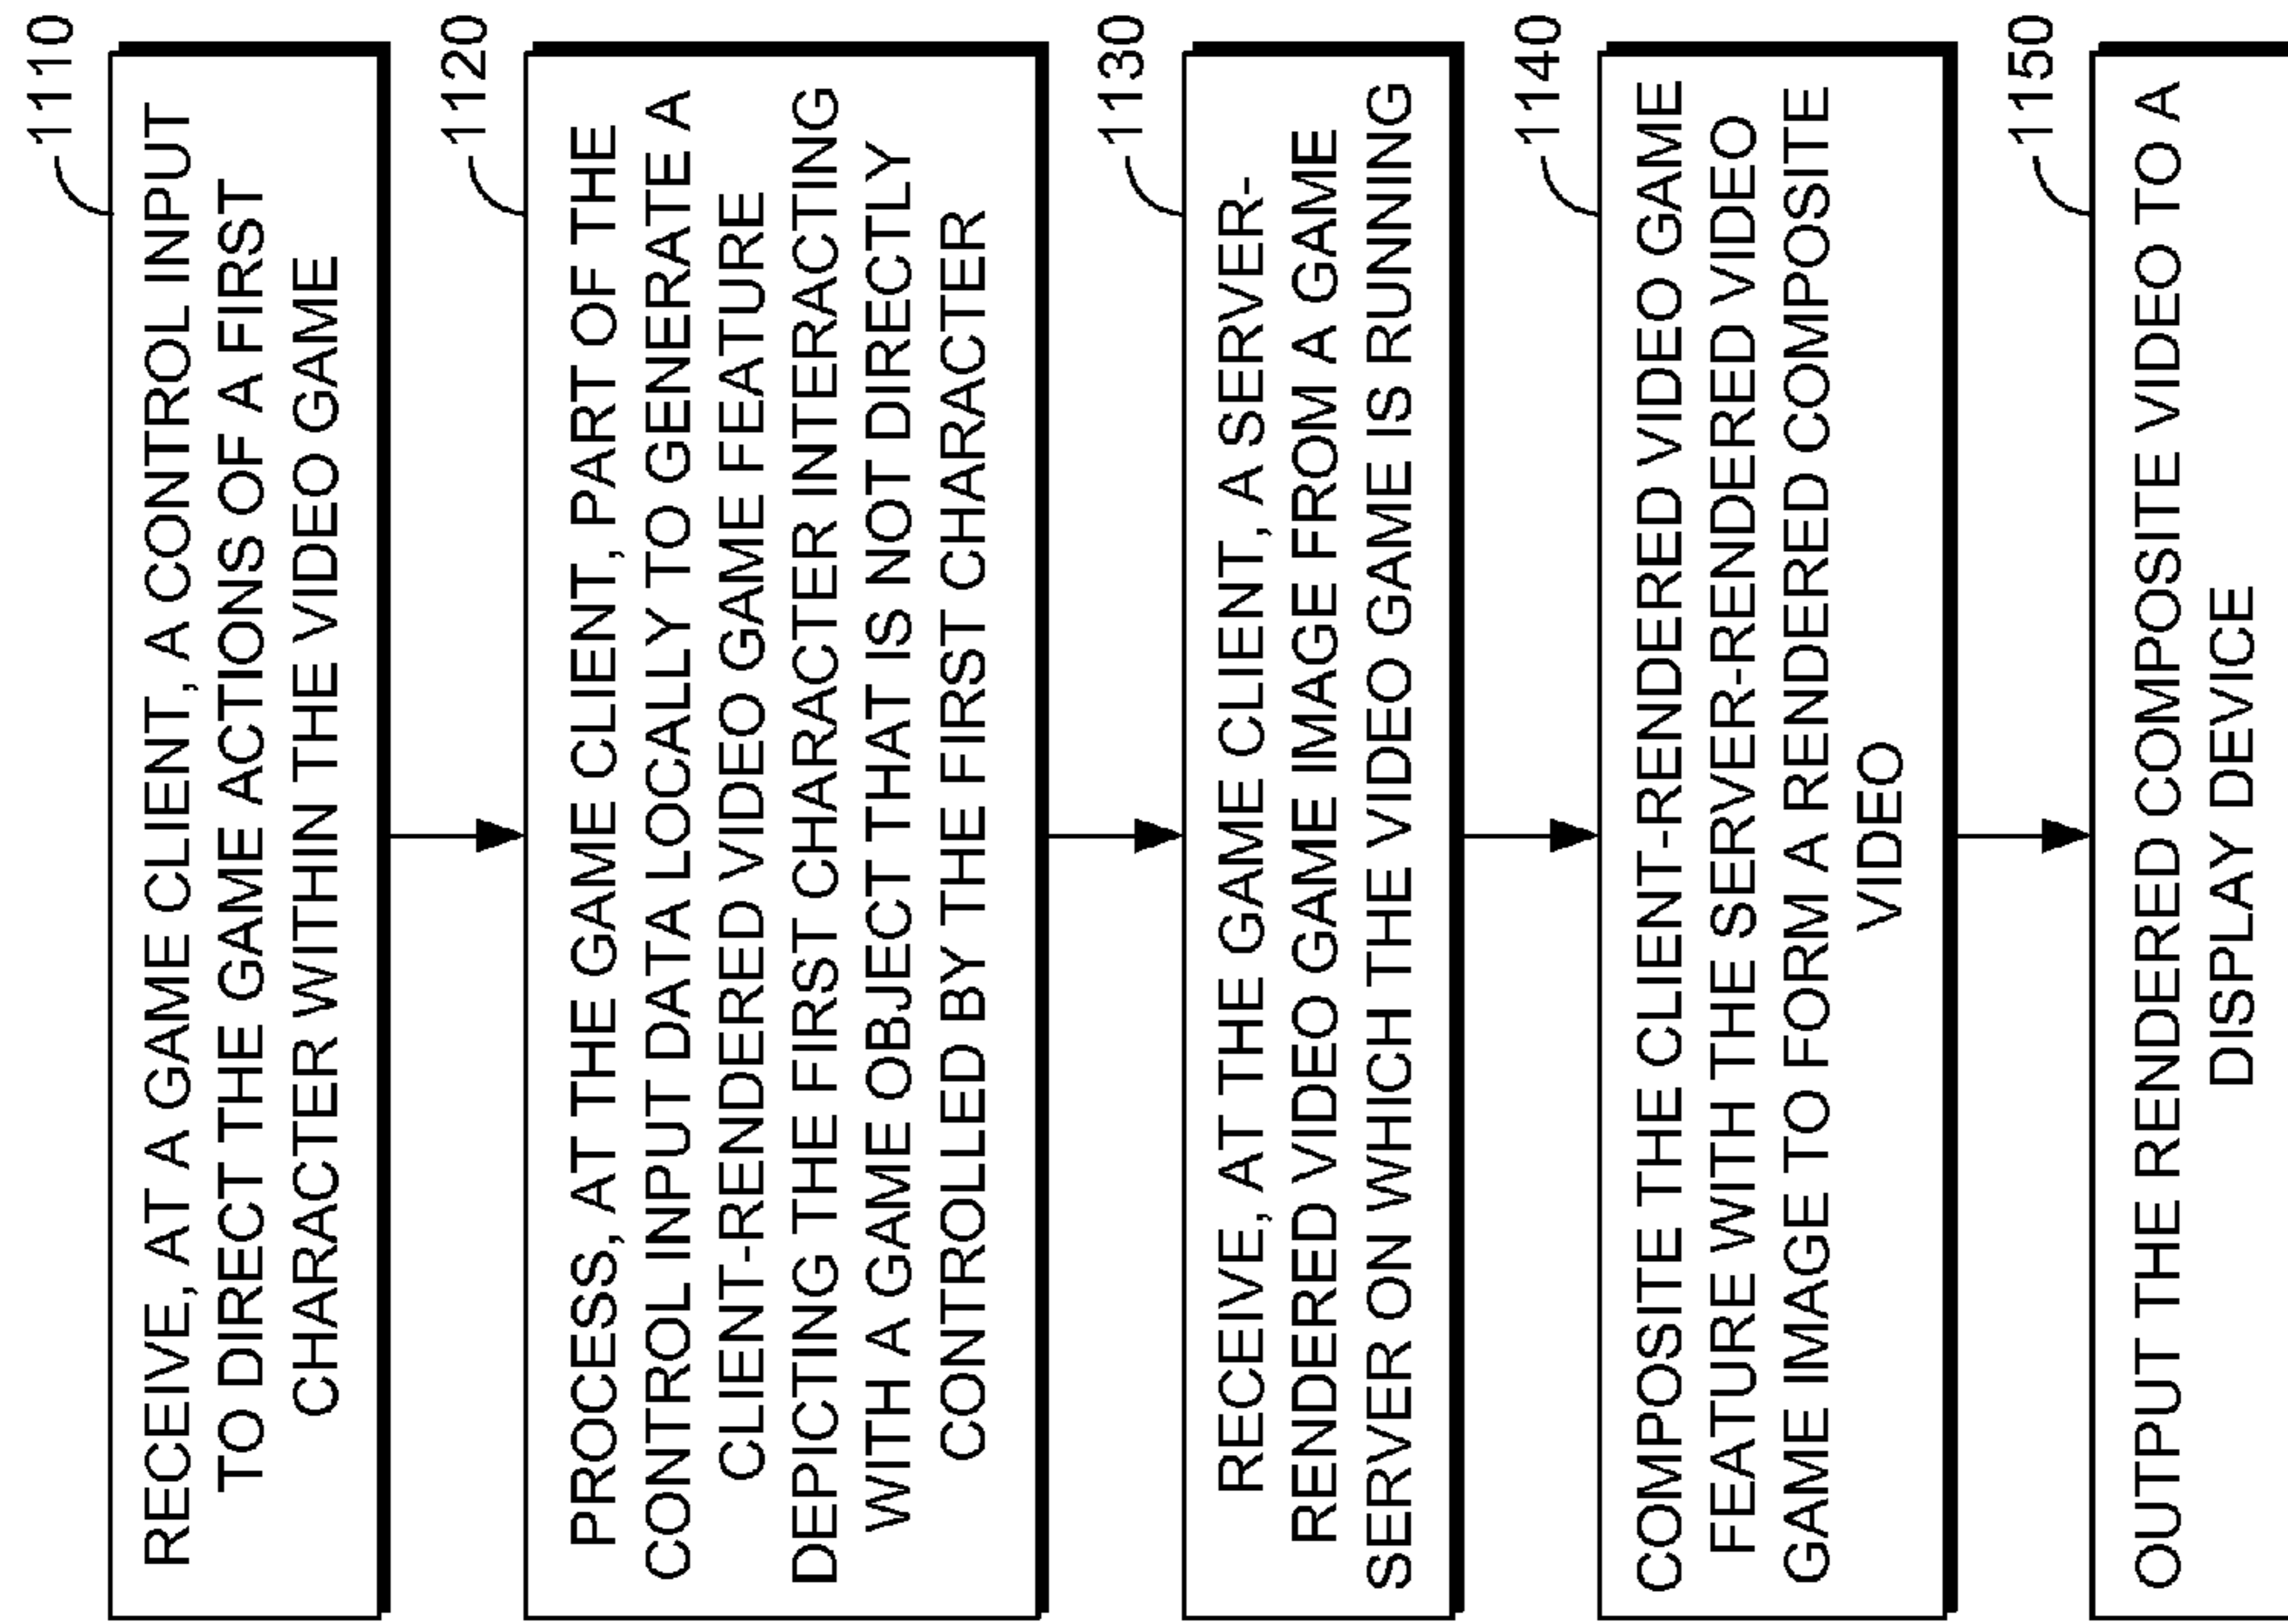 1110
RECEIVE, AT A GAME CLIENT, A CONTROL INPUT
TO DIRECT THE GAME ACTIONS OF A FIRST
CHARACTER WITHIN THE VIDEO GAME
1120
PROCESS, AT THE GAME CLIENT, PART OF THE
CONTROL INPUT DATA LOCALLY TO GENERATE A
CLIENT-RENDERED VIDEO GAME FEATURE
DEPICTING THE FIRST CHARACTER INTERACTING
WITH A GAME OBJECT THAT IS NOT DIRECTLY
CONTROLLED BY THE FIRST CHARACTER
1130
RECEIVE, AT THE GAME CLIENT, A SERVER-
RENDERED VIDEO GAME IMAGE FROM A GAME
SERVER ON WHICH THE VIDEO GAME IS RUNNING
1140
COMPOSITE THE CLIENT-RENDERED VIDEO GAME
FEATURE WITH THE SERVER-RENDERED VIDEO
GAME IMAGE TO FORM A RENDERED COMPOSITE
VIDEO
1150
OUTPUT THE RENDERED COMPOSITE VIDEO TO A
DISPLAY DEVICE